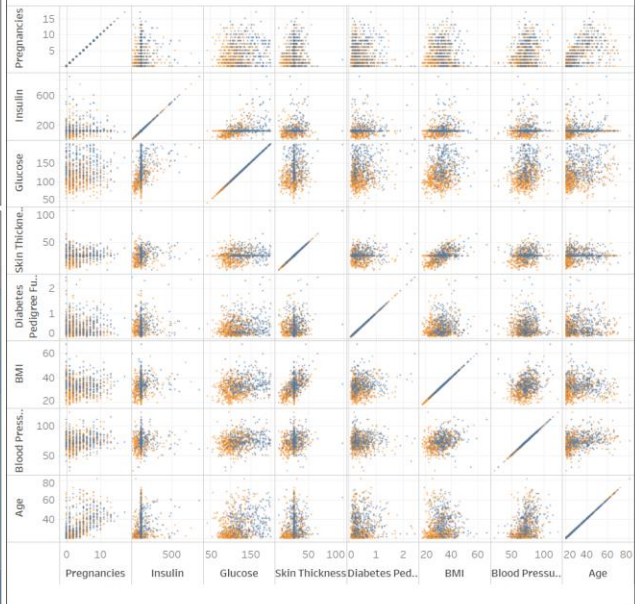 Pregnancies
15
10
5
Insulin
600
200
Glucose
150
100
50
Skin Thickne..
100
50
Diabetes
Pedigree Fu..
2
1
0
BMI
60
40
20
Blood Press..
100
50
Age
80
60
40
0 10 500 50 150 50 100 0 1 2 20 40 60 50 100 20 40 60 80
Pregnancies Insulin Glucose Skin Thickness Diabetes Ped.. BMI Blood Pressu.. Age